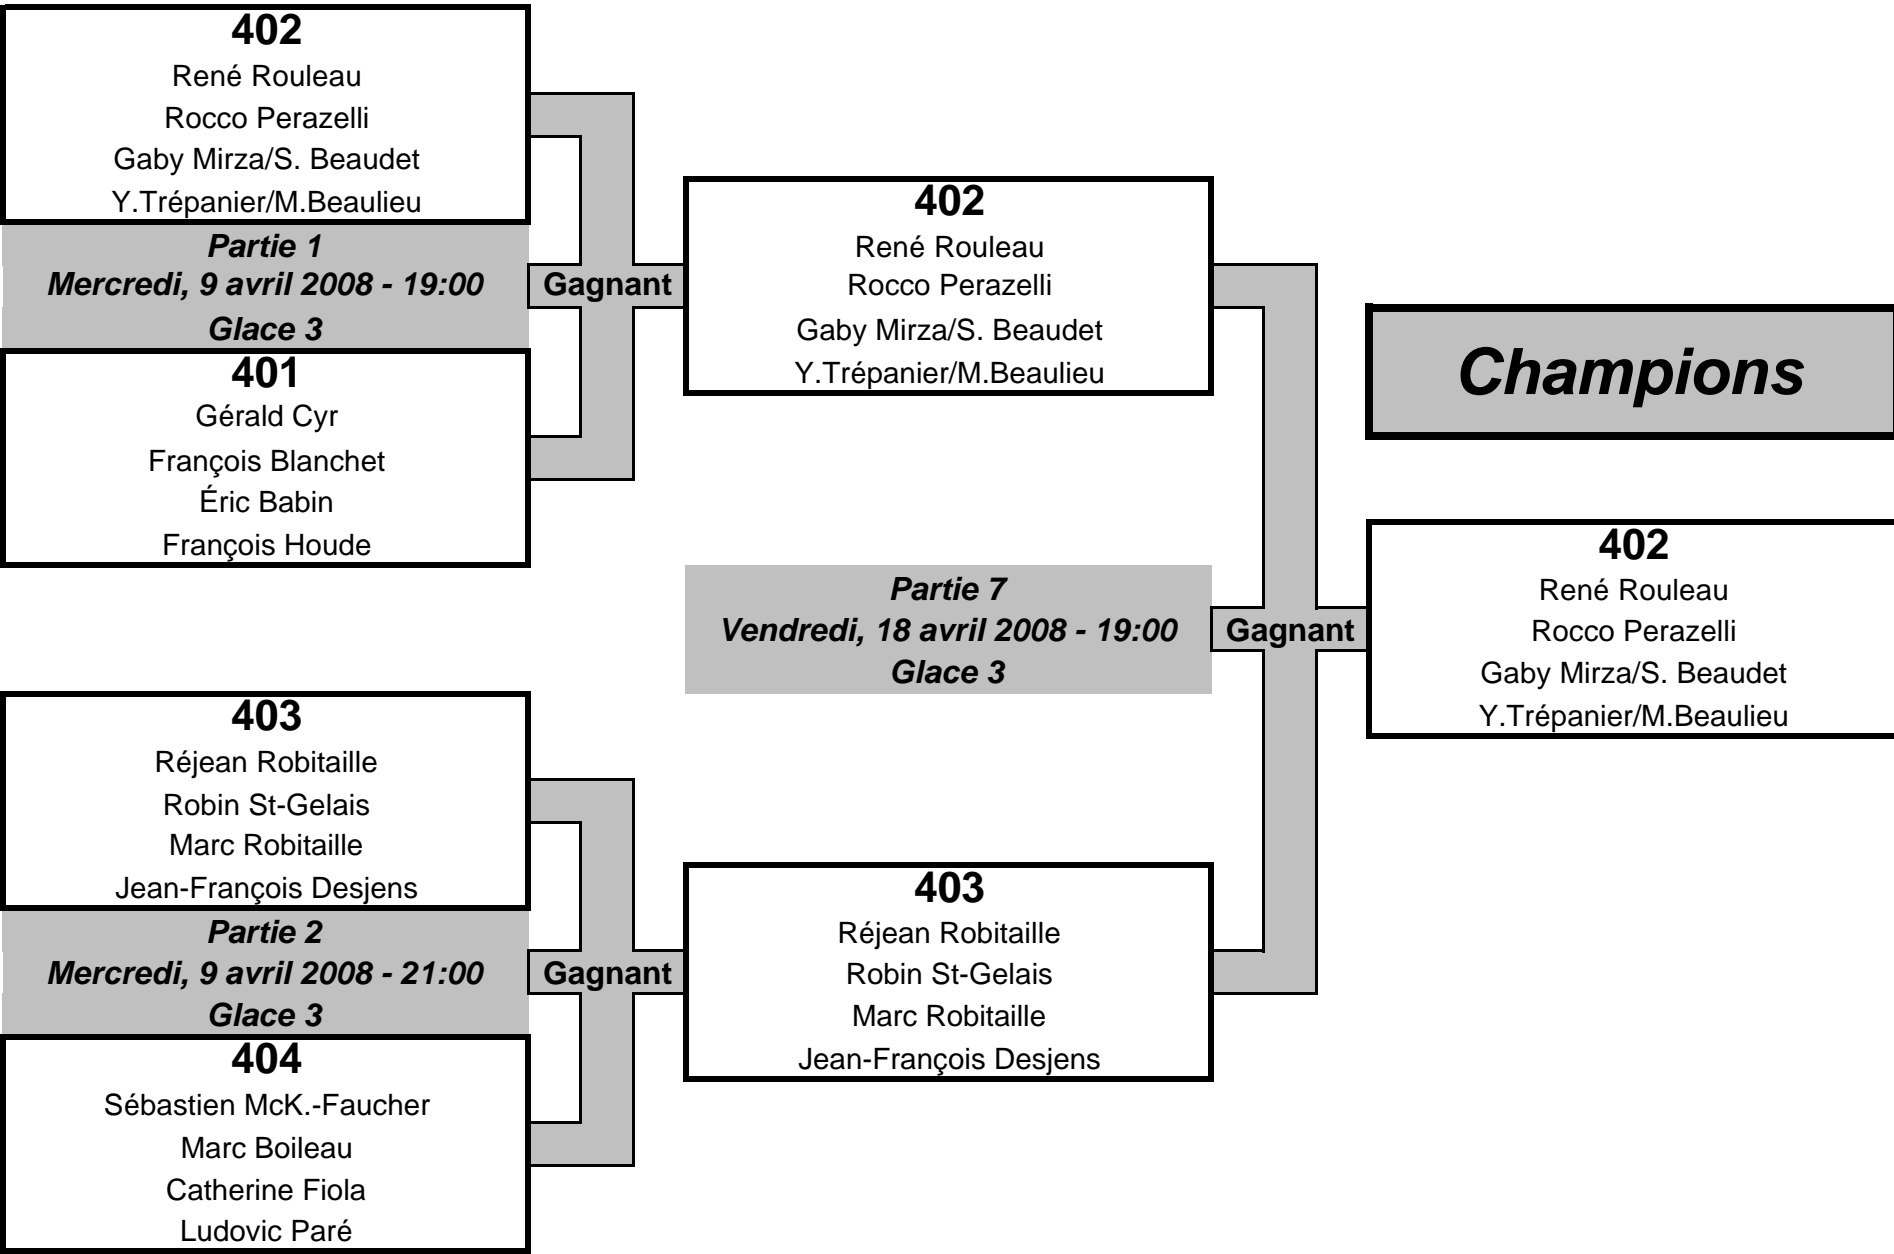 402
René Rouleau
Rocco Perazelli
Gaby Mirza/S. Beaudet
Y.Trépanier/M.Beaulieu
Partie 1
Mercredi, 9 avril 2008 - 19:00
Glace 3
Gagnant
401
Gérald Cyr
François Blanchet
Éric Babin
François Houde
403
Réjean Robitaille
Robin St-Gelais
Marc Robitaille
Jean-François Desjens
Partie 2
Mercredi, 9 avril 2008 - 21:00
Glace 3
Gagnant
404
Sébastien McK.-Faucher
Marc Boileau
Catherine Fiola
Ludovic Paré
402
René Rouleau
Rocco Perazelli
Gaby Mirza/S. Beaudet
Y.Trépanier/M.Beaulieu
Partie 7
Vendredi, 18 avril 2008 - 19:00
Glace 3
Gagnant
403
Réjean Robitaille
Robin St-Gelais
Marc Robitaille
Jean-François Desjens
Champions
402
René Rouleau
Rocco Perazelli
Gaby Mirza/S. Beaudet
Y.Trépanier/M.Beaulieu